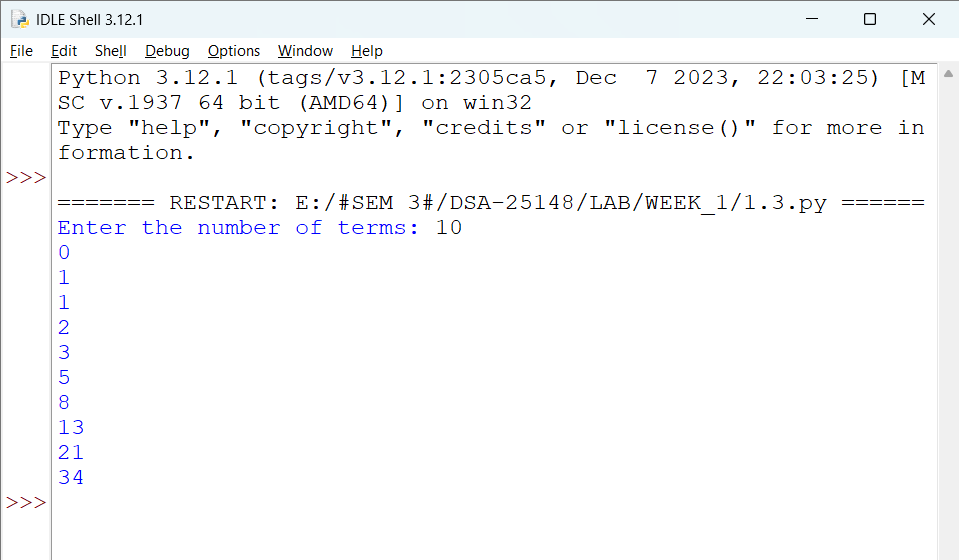 IDLE Shell 3.12.1
File Edit Shell Debug Options Window Help
Python 3.12.1 (tags/v3.12.1:2305ca5, Dec  7 2023, 22:03:25) [M
SC v.1937 64 bit (AMD64)] on win32
Type "help", "copyright", "credits" or "license()" for more in
formation.
>>>
======= RESTART: E:/#SEM 3#/DSA-25148/LAB/WEEK_1/1.3.py ======
Enter the number of terms: 10
0
1
1
2
3
5
8
13
21
34
>>>